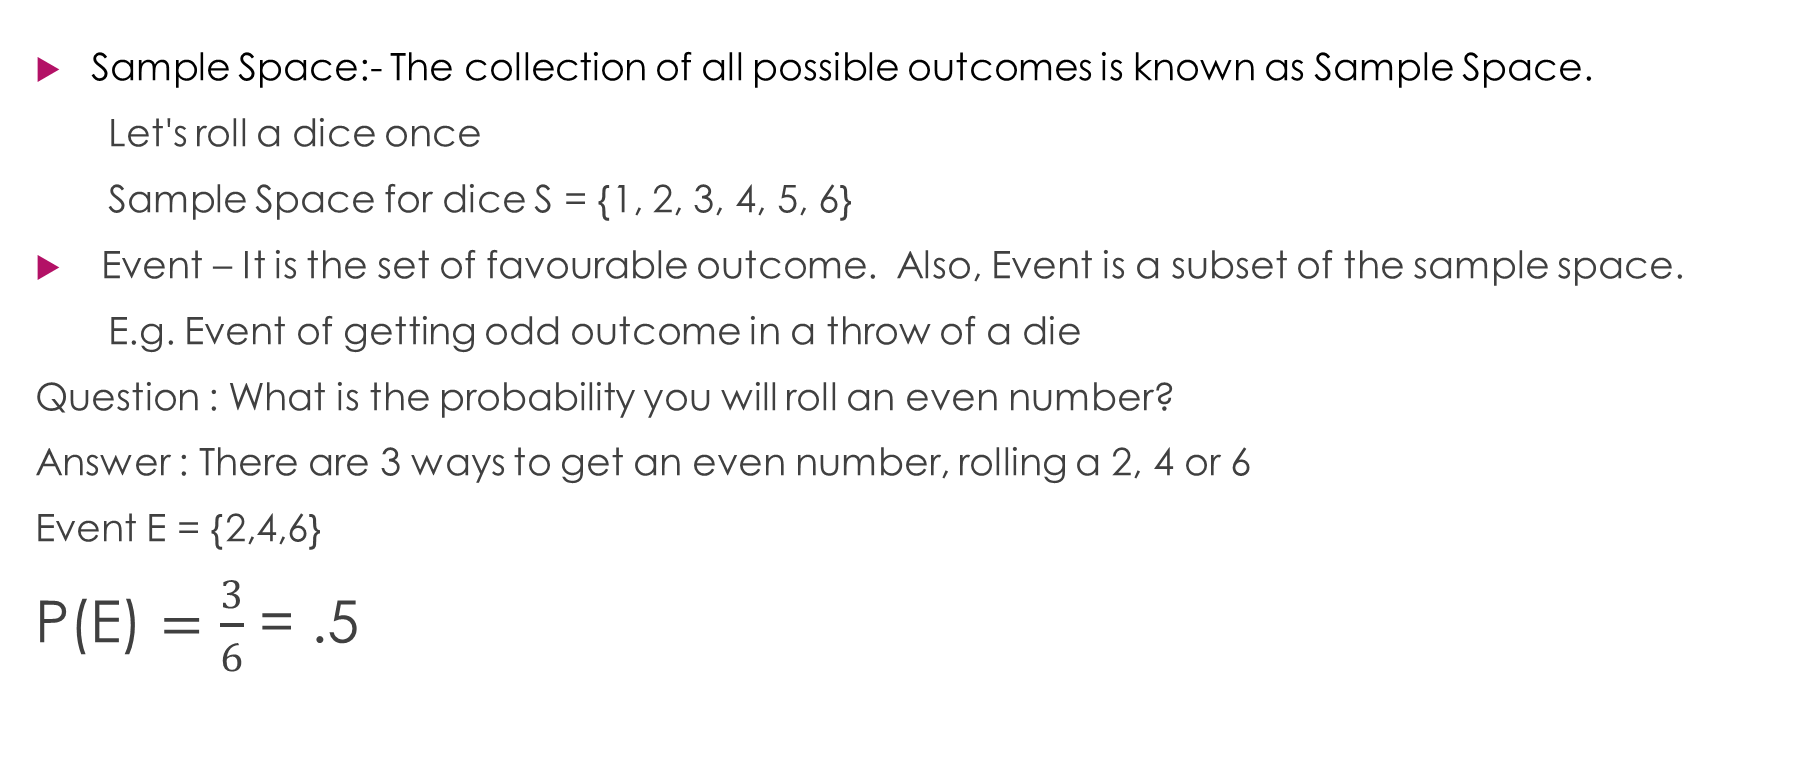 Sample Space:- The collection of all possible outcomes is known as Sample Space.
Let's roll a dice once
Sample Space for dice S = {1, 2, 3, 4, 5, 6}
Event – It is the set of favourable outcome.  Also, Event is a subset of the sample space.
E.g. Event of getting odd outcome in a throw of a die
Question : What is the probability you will roll an even number?
Answer : There are 3 ways to get an even number, rolling a 2, 4 or 6
Event E = {2,4,6}
P(E) = 3/6 = .5